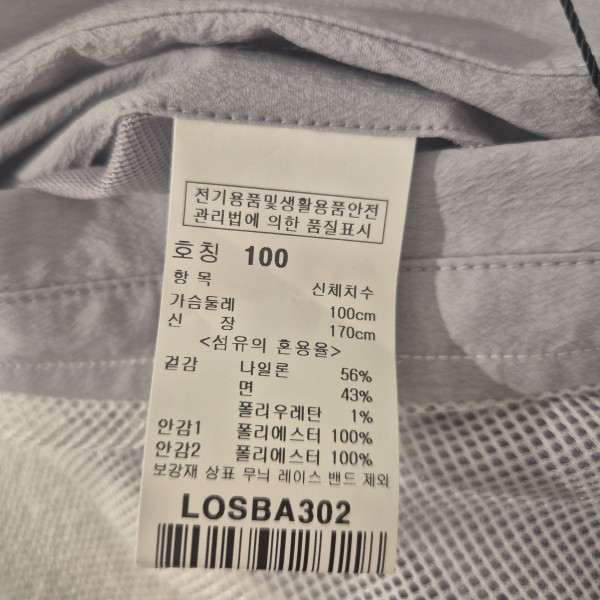 전기용품및생활용품안전
관리법에 의한 품질표시
호칭 100
항 목 신체치수
가슴둘레 100cm
신 장 170cm
<섬유의 혼용율>
겉감 나일론 56%
면 43%
폴리우레탄 1%
안감1 폴리에스터 100%
안감2 폴리에스터 100%
보강재 상표 무늬 레이스 밴드 제외
LOSBA302